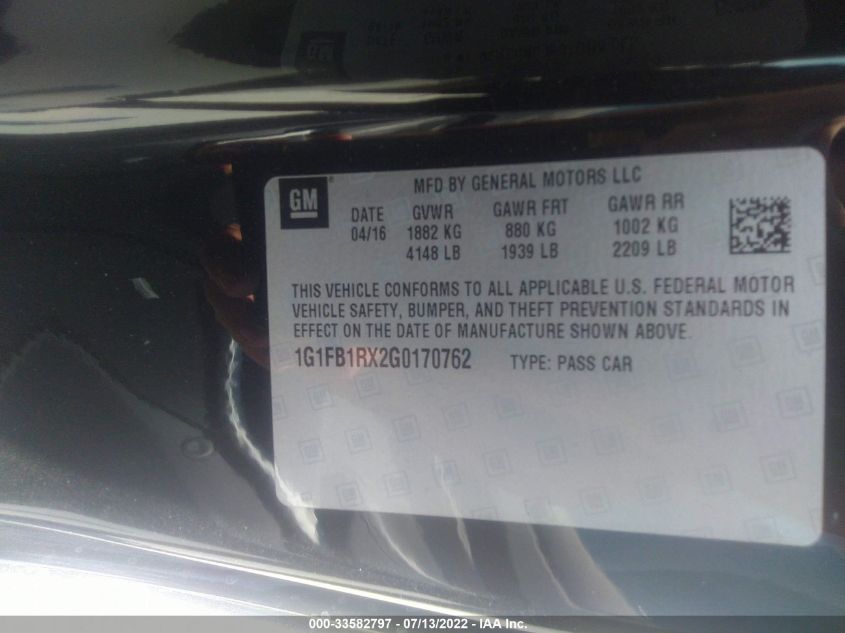 GM
MFD BY GENERAL MOTORS LLC
DATE GVWR GAWR FRT GAWR RR
04/16 1882 KG 880 KG 1002 KG
4148 LB 1939 LB 2209 LB
THIS VEHICLE CONFORMS TO ALL APPLICABLE U.S. FEDERAL MOTOR
VEHICLE SAFETY, BUMPER, AND THEFT PREVENTION STANDARDS IN
EFFECT ON THE DATE OF MANUFACTURE SHOWN ABOVE.
1G1FB1RX2G0170762 TYPE: PASS CAR
000-33582797 - 07/13/2022 - IAA Inc.